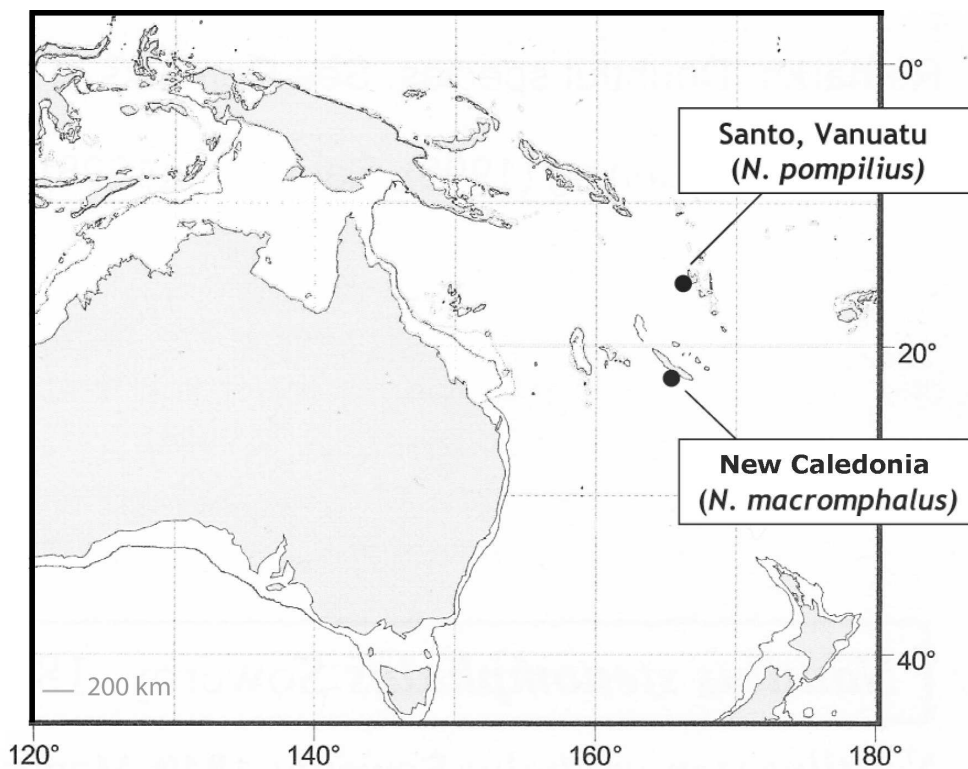 0°
Santo, Vanuatu
(N. pompilius)
20°
New Caledonia
(N. macromphalus)
40°
200 km
120°
140°
160°
180°